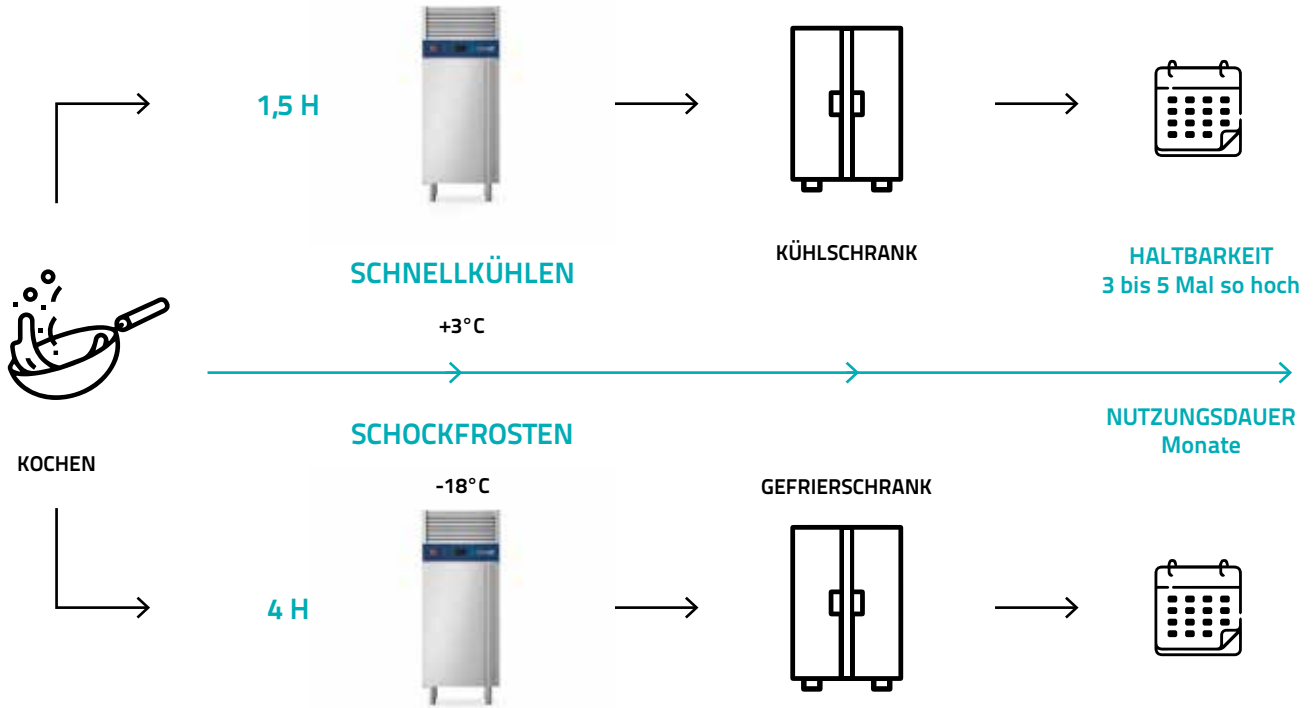 1,5 H
SCHNELLKÜHLEN
+3°C
KÜHLSCHRANK
HALTBARKEIT
3 bis 5 Mal so hoch
KOCHEN
SCHOCKFROSTEN
-18°C
GEFRIERSCHRANK
NUTZUNGSDAUER
Monate
4 H